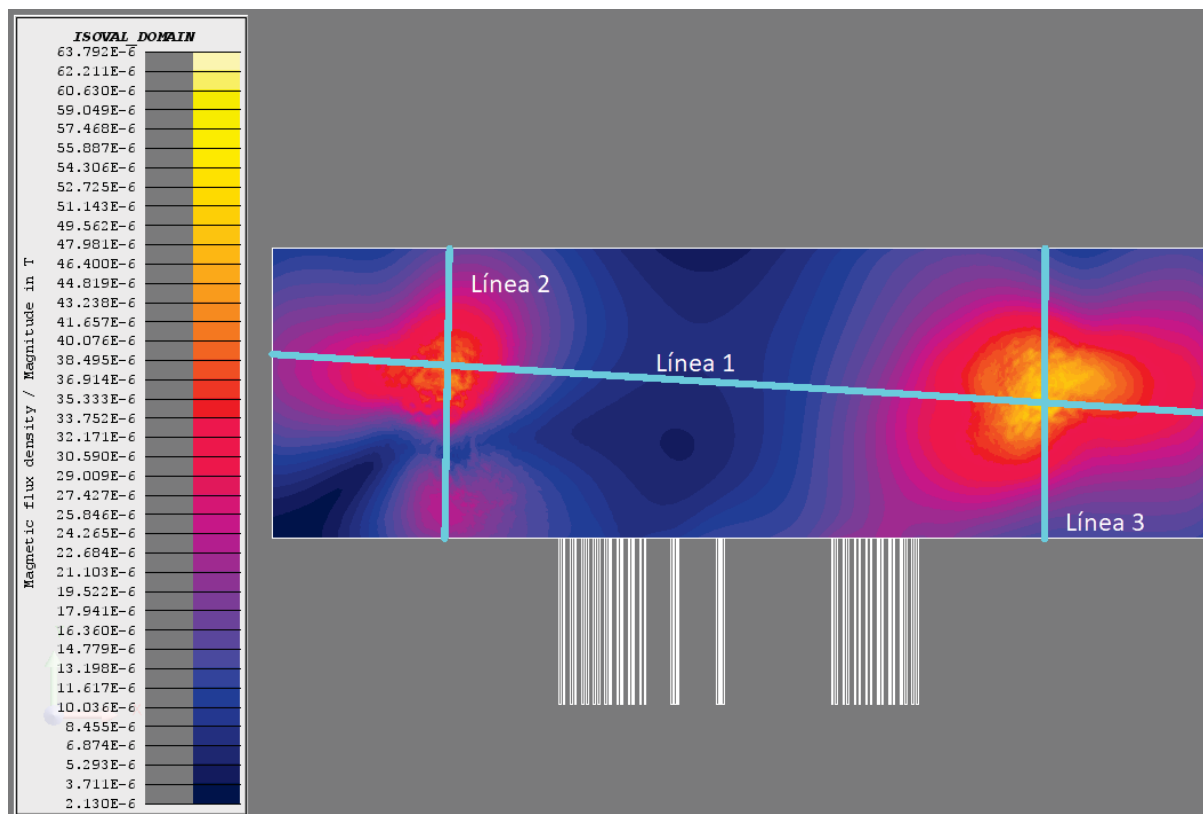 ISOVAL_DOMAIN
63.792E-6
62.211E-6
60.630E-6
59.049E-6
57.468E-6
55.887E-6
54.306E-6
52.725E-6
51.143E-6
49.562E-6
47.981E-6
46.400E-6
44.819E-6
43.238E-6
41.657E-6
40.076E-6
38.495E-6
36.914E-6
35.333E-6
33.752E-6
32.171E-6
30.590E-6
29.009E-6
27.427E-6
25.846E-6
24.265E-6
22.684E-6
21.103E-6
19.522E-6
17.941E-6
16.360E-6
14.779E-6
13.198E-6
11.617E-6
10.036E-6
8.455E-6
6.874E-6
5.293E-6
3.711E-6
2.130E-6
Magnetic flux density / Magnitude in T
Línea 2
Línea 1
Línea 3